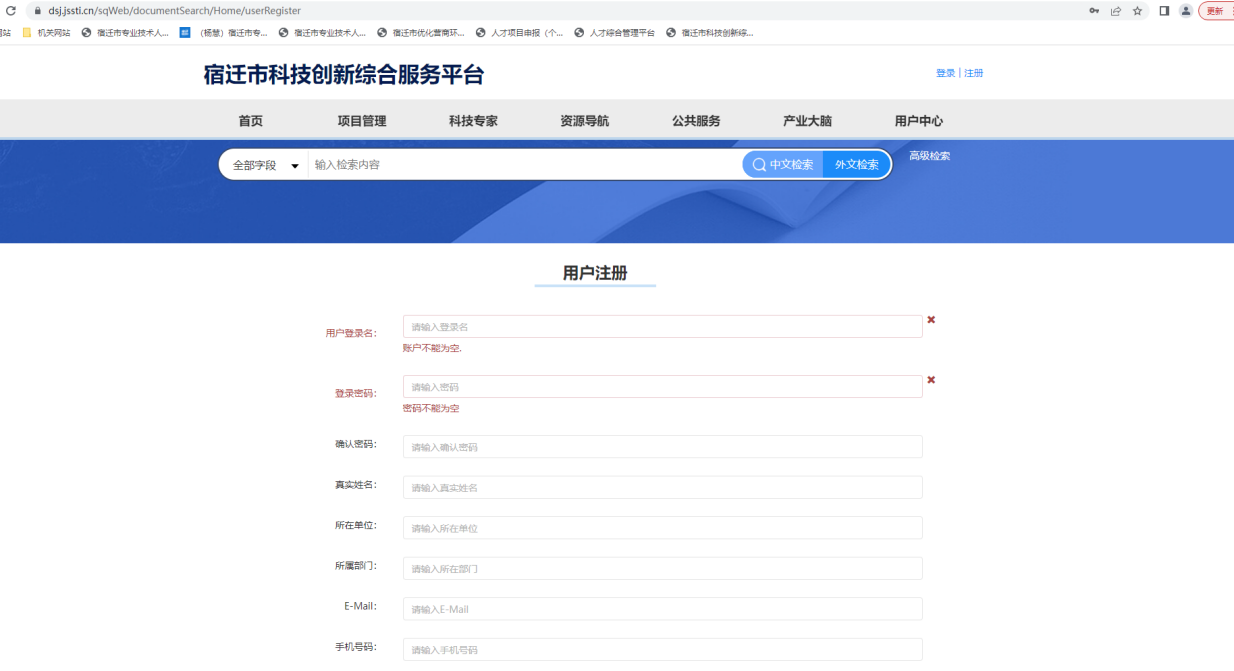 dsj.jssti.cn/sqWeb/documentSearch/Home/userRegister
更新
站
机关网站
宿迁市专业技术人...
（杨慧）宿迁市专...
宿迁市专业技术人...
宿迁市优化营商环...
人才项目申报（个...
人才综合管理平台
宿迁市科技创新综...
宿迁市科技创新综合服务平台
登录 | 注册
首页 项目管理 科技专家 资源导航 公共服务 产业大脑 用户中心
全部字段 输入检索内容 中文检索 外文检索 高级检索
用户注册
用户登录名: 请输入登录名
账户不能为空.
登录密码: 请输入密码
密码不能为空
确认密码: 请输入确认密码
真实姓名: 请输入真实姓名
所在单位: 请输入所在单位
所属部门: 请输入所在部门
E-Mail: 请输入E-Mail
手机号码: 请输入手机号码